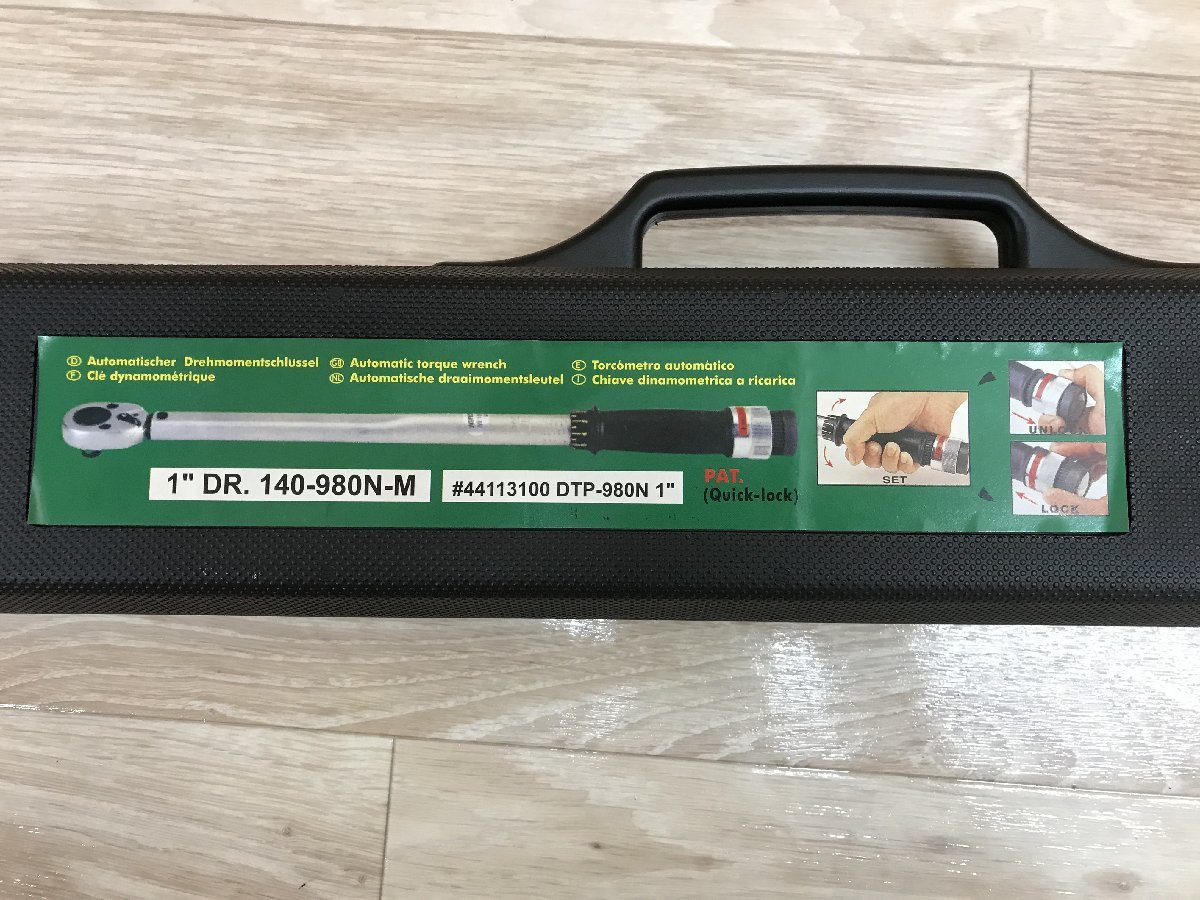 D Automatischer Drehmomentschlussel
F Clé dynamométrique
GB Automatic torque wrench
NL Automatische draaimomentsleutel
E Torcómetro automático
I Chiave dinamometrica a ricarica
1" DR. 140-980N-M
#44113100 DTP-980N 1"
PAT.
(Quick-lock)
SET
UNLOCK
LOCK